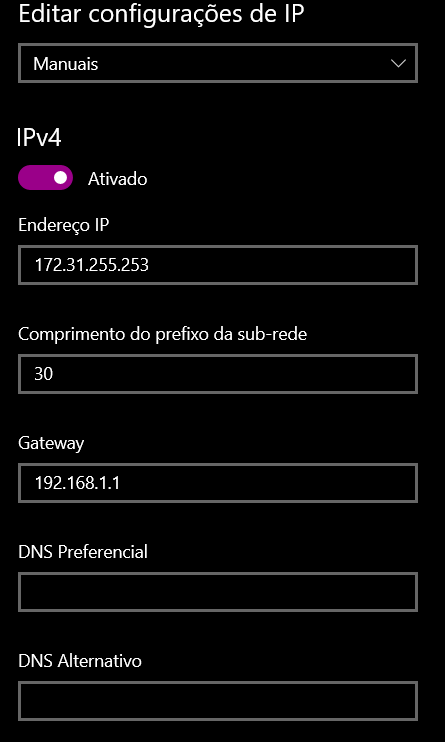 Editar configurações de IP
Manuais
IPv4
Ativado
Endereço IP
172.31.255.253
Comprimento do prefixo da sub-rede
30
Gateway
192.168.1.1
DNS Preferencial
DNS Alternativo